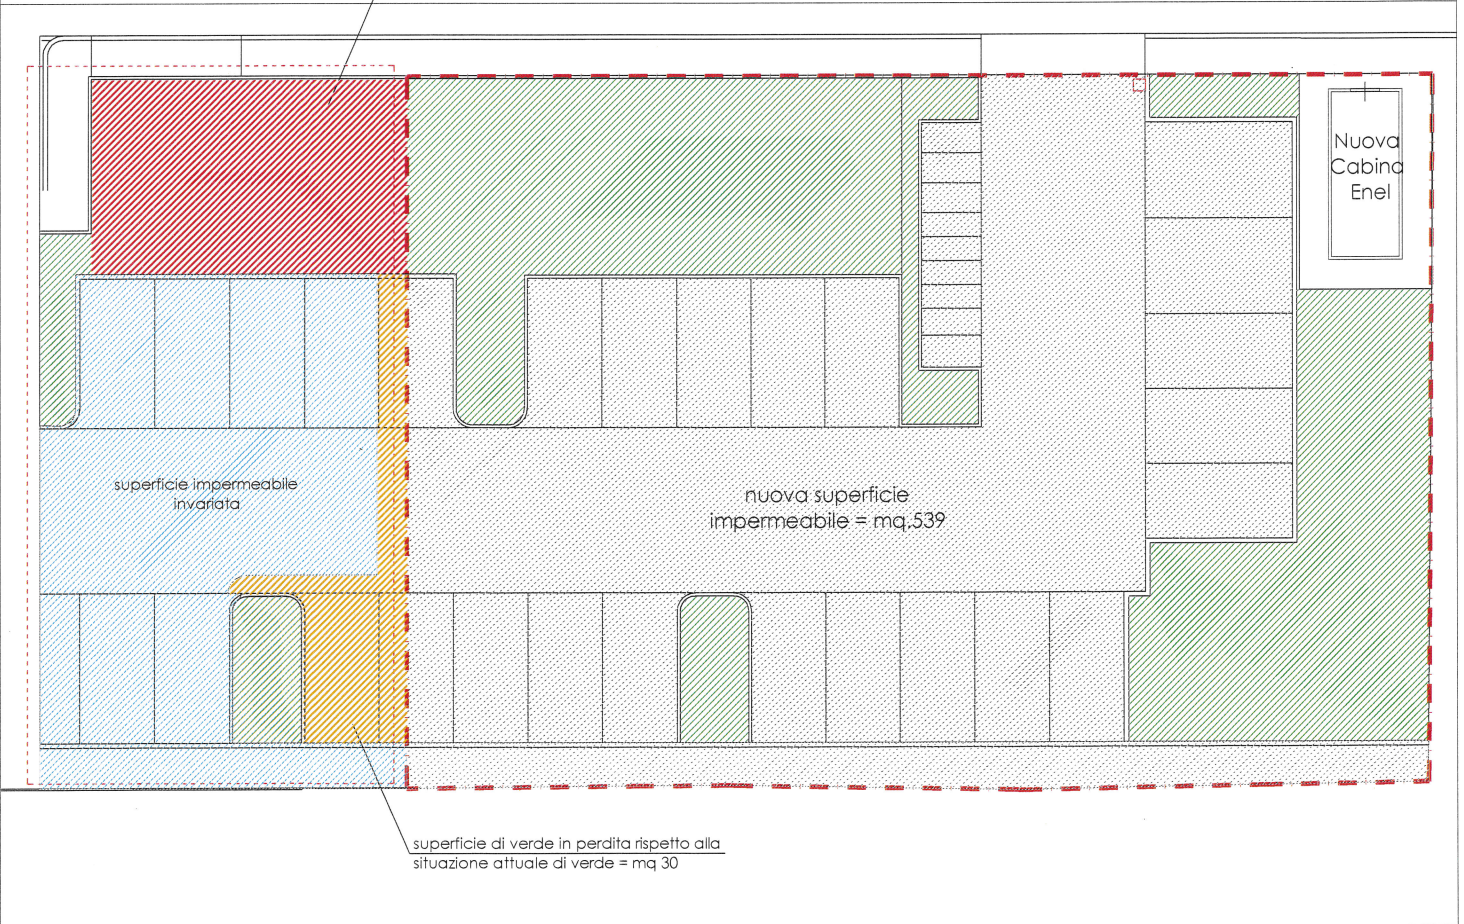 Nuova
Cabina
Enel
superficie impermeabile
invariata
nuova superficie
impermeabile = mq.539
superficie di verde in perdita rispetto alla
situazione attuale di verde = mq 30